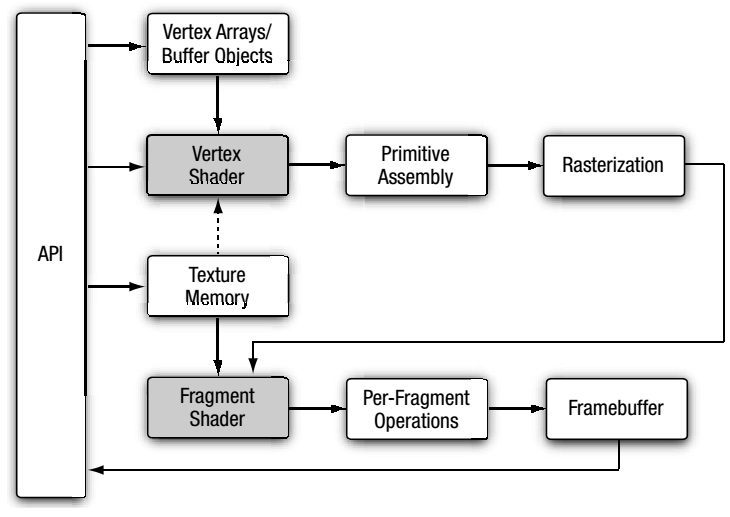 Vertex Arrays/
Buffer Objects
Vertex
Shader
Primitive
Assembly
Rasterization
API
Texture
Memory
Fragment
Shader
Per-Fragment
Operations
Framebuffer